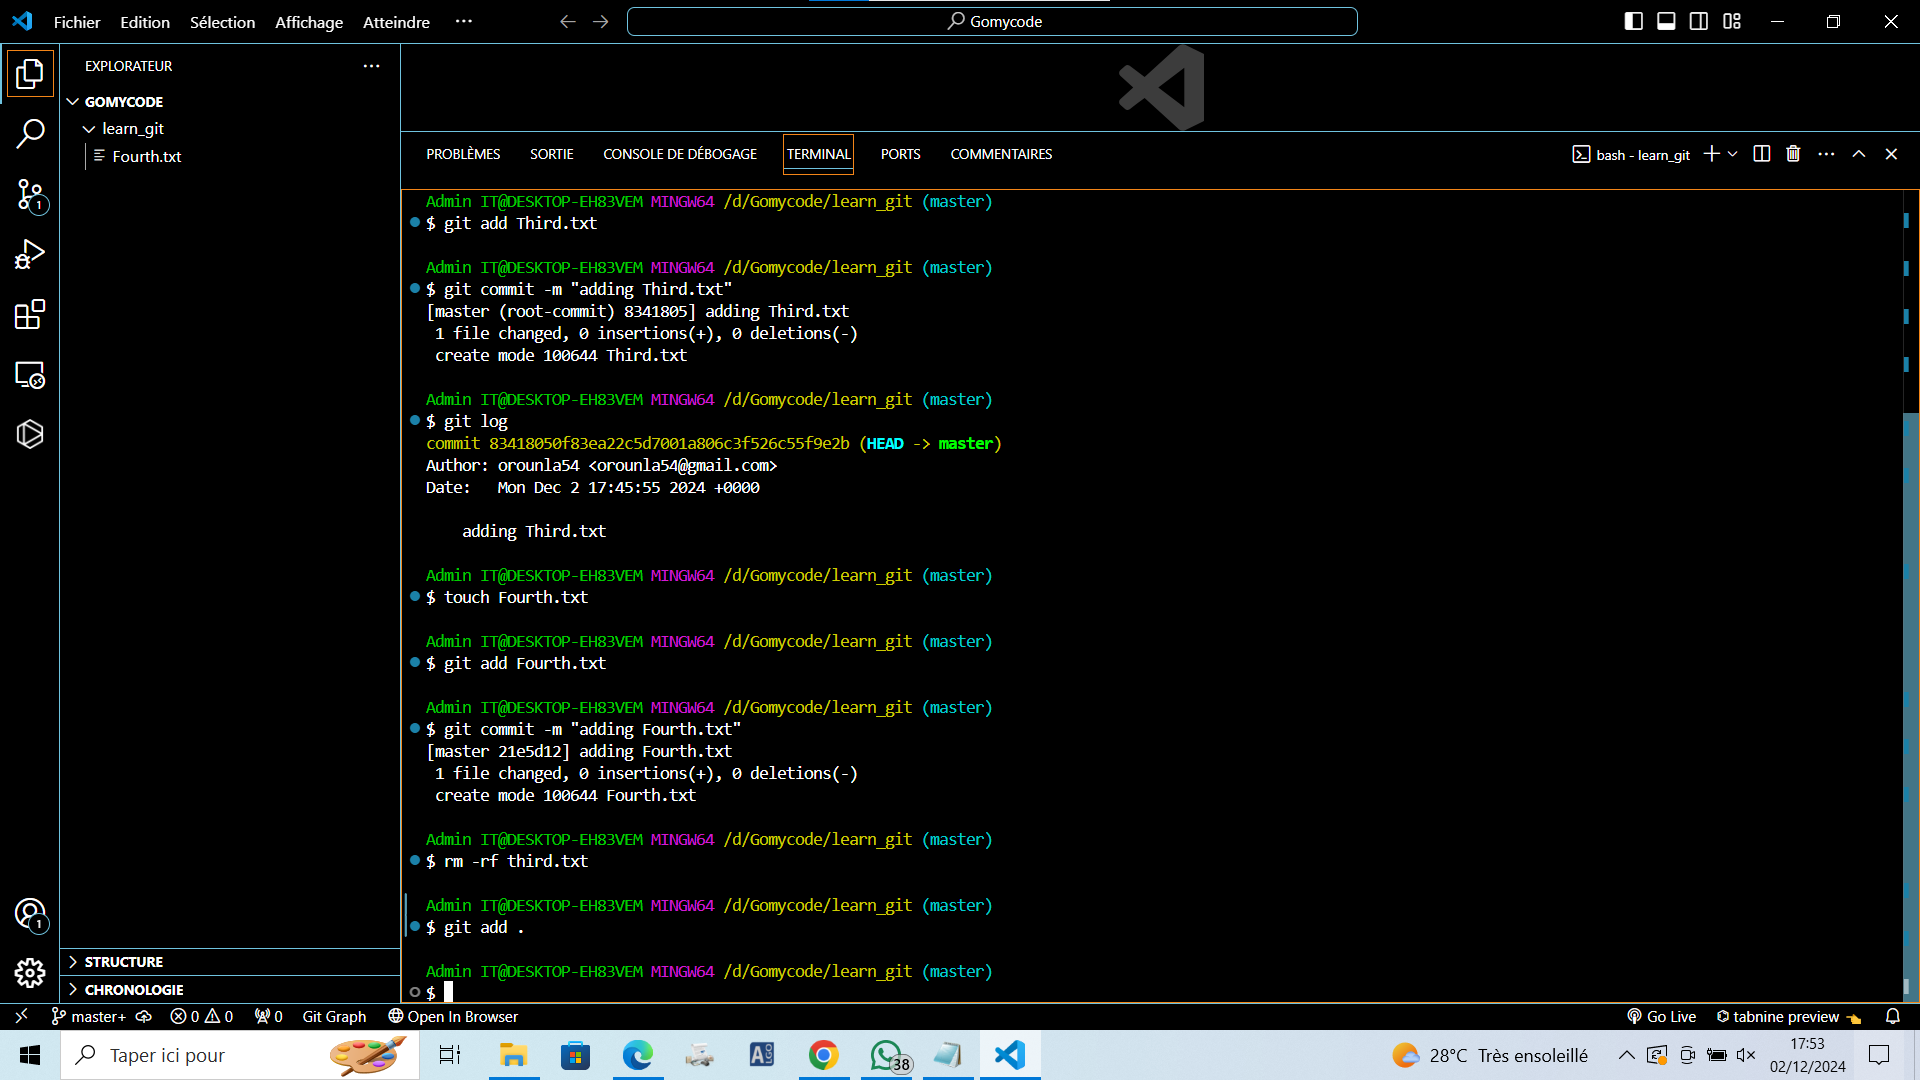 Fichier Edition Sélection Affichage Atteindre ··· Gomycode
EXPLORATEUR ···
GOMYCODE
learn_git
Fourth.txt
1
1
STRUCTURE
CHRONOLOGIE
PROBLÈMES SORTIE CONSOLE DE DÉBOGAGE TERMINAL PORTS COMMENTAIRES bash - learn_git
Admin IT@DESKTOP-EH83VEM MINGW64 /d/Gomycode/learn_git (master)
$ git add Third.txt
Admin IT@DESKTOP-EH83VEM MINGW64 /d/Gomycode/learn_git (master)
$ git commit -m "adding Third.txt"
[master (root-commit) 8341805] adding Third.txt
1 file changed, 0 insertions(+), 0 deletions(-)
create mode 100644 Third.txt
Admin IT@DESKTOP-EH83VEM MINGW64 /d/Gomycode/learn_git (master)
$ git log
commit 83418050f83ea22c5d7001a806c3f526c55f9e2b (HEAD -> master)
Author: orounla54 <orounla54@gmail.com>
Date: Mon Dec 2 17:45:55 2024 +0000
adding Third.txt
Admin IT@DESKTOP-EH83VEM MINGW64 /d/Gomycode/learn_git (master)
$ touch Fourth.txt
Admin IT@DESKTOP-EH83VEM MINGW64 /d/Gomycode/learn_git (master)
$ git add Fourth.txt
Admin IT@DESKTOP-EH83VEM MINGW64 /d/Gomycode/learn_git (master)
$ git commit -m "adding Fourth.txt"
[master 21e5d12] adding Fourth.txt
1 file changed, 0 insertions(+), 0 deletions(-)
create mode 100644 Fourth.txt
Admin IT@DESKTOP-EH83VEM MINGW64 /d/Gomycode/learn_git (master)
$ rm -rf third.txt
Admin IT@DESKTOP-EH83VEM MINGW64 /d/Gomycode/learn_git (master)
$ git add .
Admin IT@DESKTOP-EH83VEM MINGW64 /d/Gomycode/learn_git (master)
$
master+ 0 0 0 Git Graph Open In Browser Go Live tabnine preview
Taper ici pour 38 28°C Très ensoleillé 17:53
02/12/2024